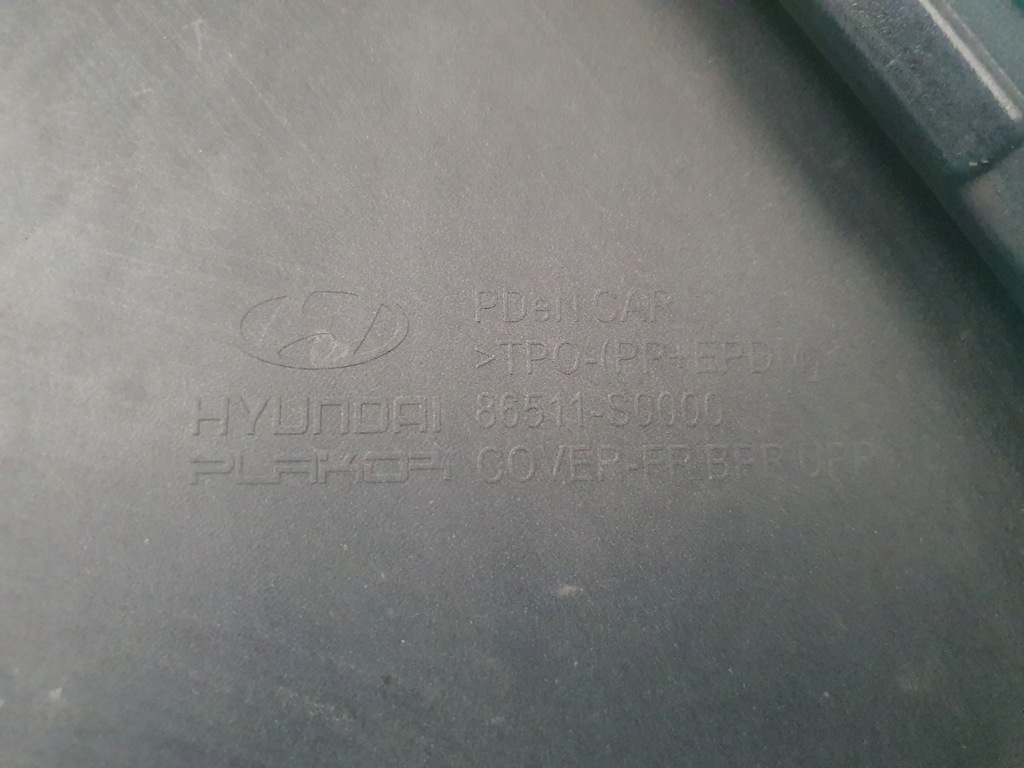 PDeN CAR
>TPO-(PP+EPDM)
HYUNDAI 86511-S0000
PLAKOR COVER-FR BPR UPR